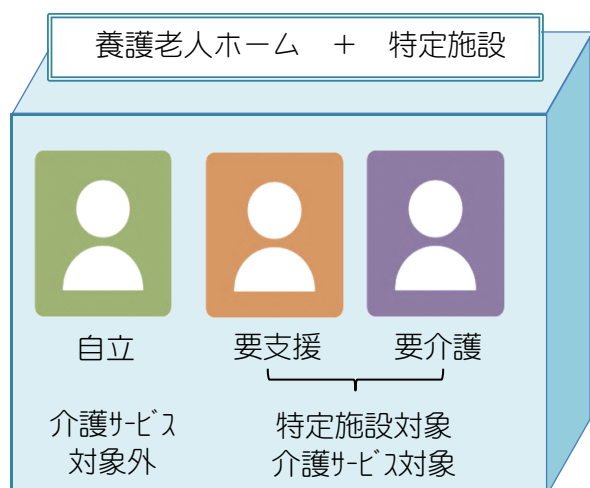 養護老人ホーム ＋ 特定施設
自立
要支援
要介護
介護ｻｰﾋﾞｽ
対象外
特定施設対象
介護ｻｰﾋﾞｽ対象